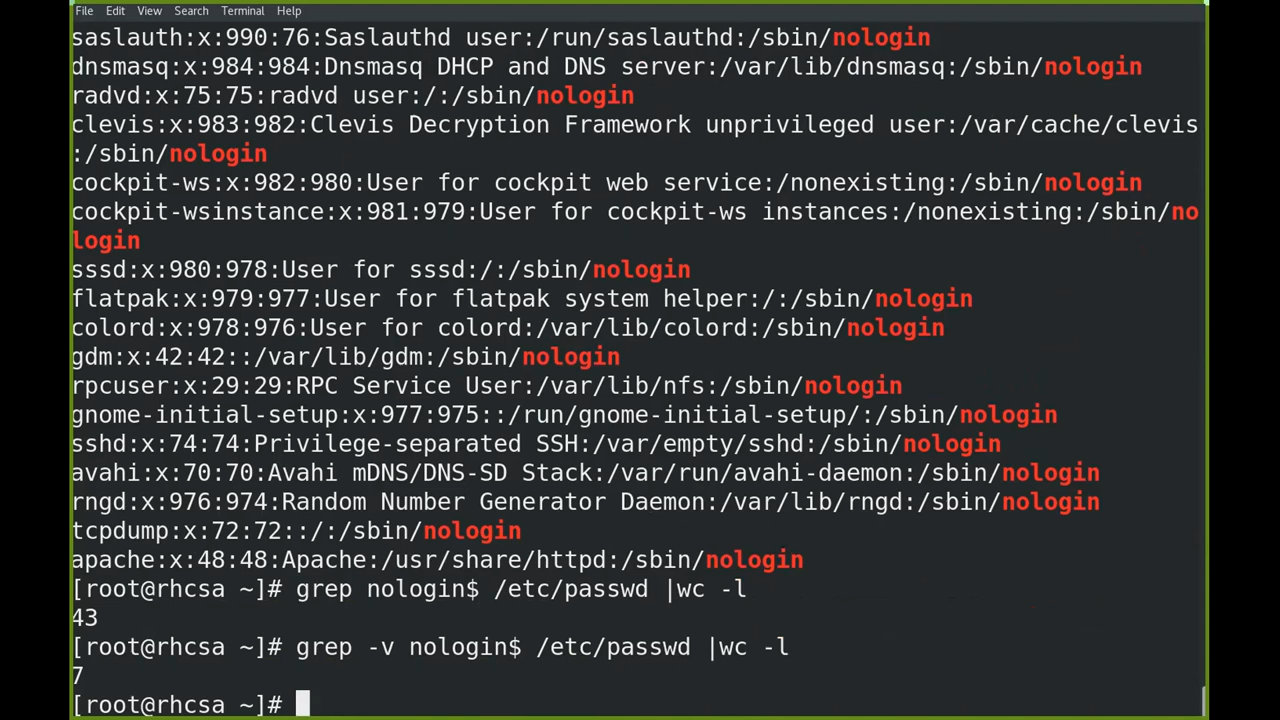 File Edit View Search Terminal Help
saslauth:x:990:76:Saslauthd user:/run/saslauthd:/sbin/nologin
dnsmasq:x:984:984:Dnsmasq DHCP and DNS server:/var/lib/dnsmasq:/sbin/nologin
radvd:x:75:75:radvd user:/:/sbin/nologin
clevis:x:983:982:Clevis Decryption Framework unprivileged user:/var/cache/clevis
:/sbin/nologin
cockpit-ws:x:982:980:User for cockpit web service:/nonexisting:/sbin/nologin
cockpit-wsinstance:x:981:979:User for cockpit-ws instances:/nonexisting:/sbin/no
login
sssd:x:980:978:User for sssd:/:/sbin/nologin
flatpak:x:979:977:User for flatpak system helper:/:/sbin/nologin
colord:x:978:976:User for colord:/var/lib/colord:/sbin/nologin
gdm:x:42:42::/var/lib/gdm:/sbin/nologin
rpcuser:x:29:29:RPC Service User:/var/lib/nfs:/sbin/nologin
gnome-initial-setup:x:977:975::/run/gnome-initial-setup/:/sbin/nologin
sshd:x:74:74:Privilege-separated SSH:/var/empty/sshd:/sbin/nologin
avahi:x:70:70:Avahi mDNS/DNS-SD Stack:/var/run/avahi-daemon:/sbin/nologin
rngd:x:976:974:Random Number Generator Daemon:/var/lib/rngd:/sbin/nologin
tcpdump:x:72:72::/:/sbin/nologin
apache:x:48:48:Apache:/usr/share/httpd:/sbin/nologin
[root@rhcsa ~]# grep nologin$ /etc/passwd |wc -l
43
[root@rhcsa ~]# grep -v nologin$ /etc/passwd |wc -l
7
[root@rhcsa ~]#